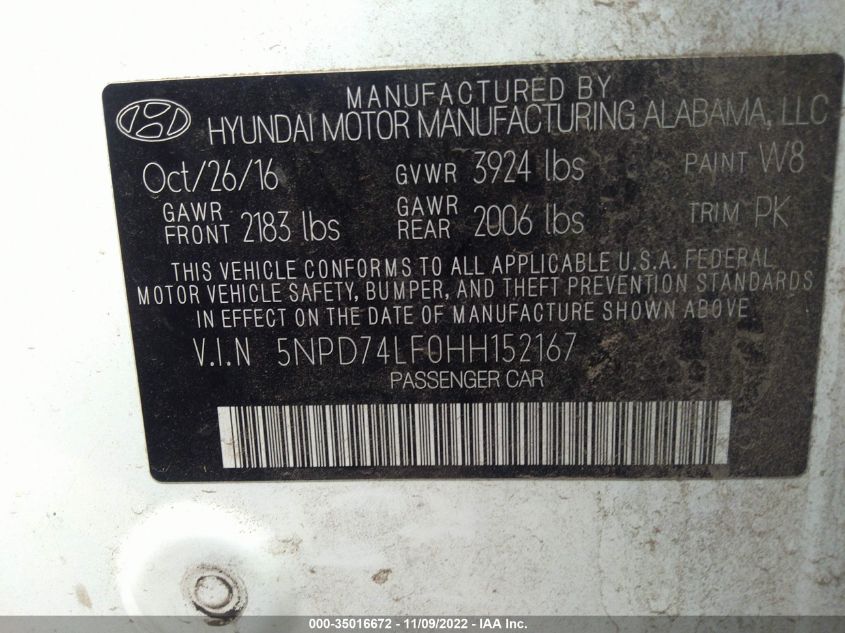 MANUFACTURED BY
HYUNDAI MOTOR MANUFACTURING ALABAMA, LLC
Oct/26/16 GVWR 3924 lbs PAINT W8
GAWR FRONT 2183 lbs GAWR REAR 2006 lbs TRIM PK
THIS VEHICLE CONFORMS TO ALL APPLICABLE U.S.A. FEDERAL
MOTOR VEHICLE SAFETY, BUMPER, AND THEFT PREVENTION STANDARDS
IN EFFECT ON THE DATE OF MANUFACTURE SHOWN ABOVE
V.I.N 5NPD74LF0HH152167
PASSENGER CAR
000-35016672 - 11/09/2022 - IAA Inc.